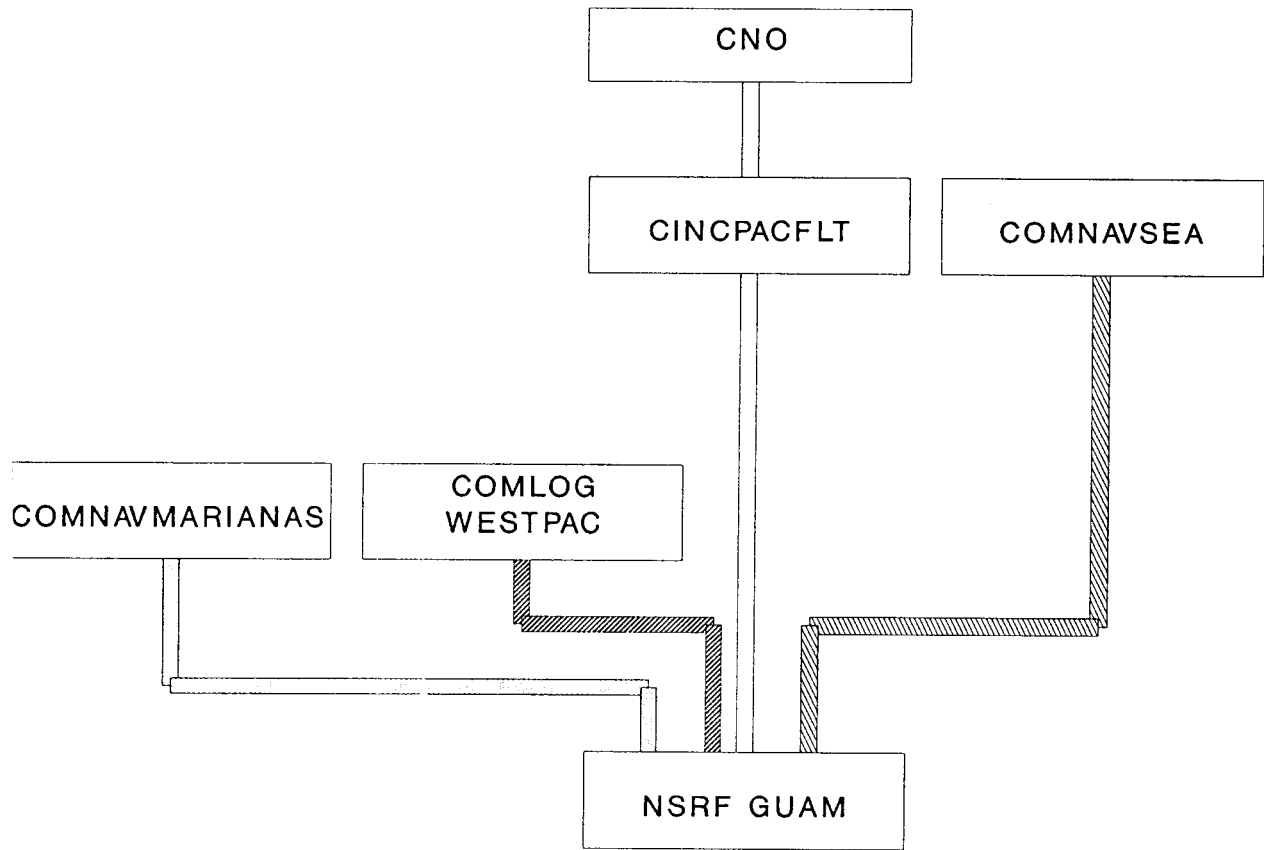 CNO
CINCPACFLT
COMNAVSEA
COMNAVMARIANAS
COMLOG
WESTPAC
NSRF GUAM